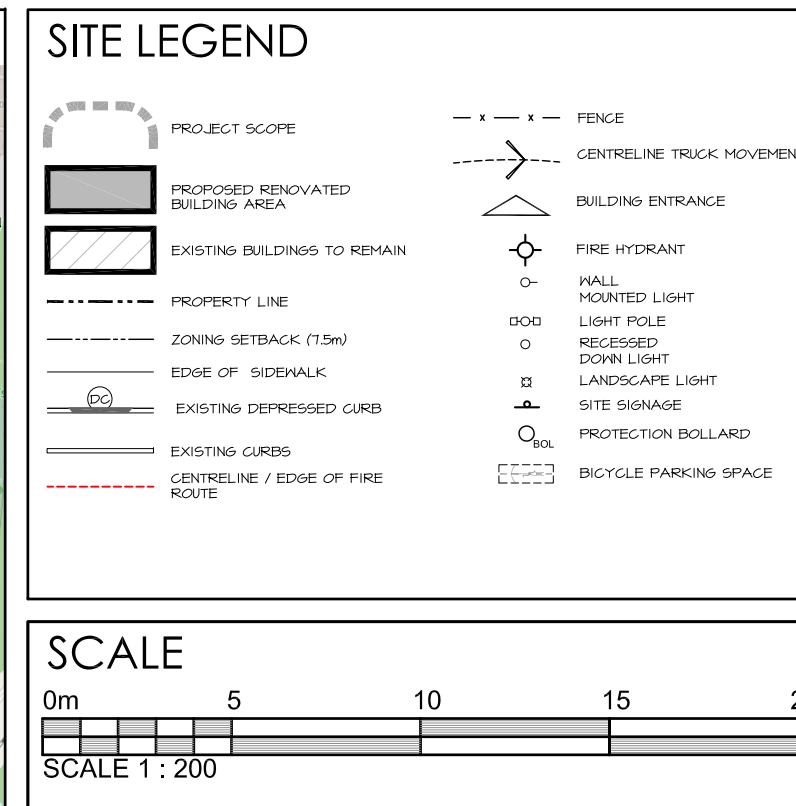 SITE LEGEND
PROJECT SCOPE
PROPOSED RENOVATED
BUILDING AREA
EXISTING BUILDINGS TO REMAIN
PROPERTY LINE
ZONING SETBACK (7.5m)
EDGE OF SIDEWALK
DC
EXISTING DEPRESSED CURB
EXISTING CURBS
CENTRELINE / EDGE OF FIRE
ROUTE
x x FENCE
CENTRELINE TRUCK MOVEMEN
BUILDING ENTRANCE
FIRE HYDRANT
WALL
MOUNTED LIGHT
LIGHT POLE
RECESSED
DOWN LIGHT
LANDSCAPE LIGHT
SITE SIGNAGE
BOL PROTECTION BOLLARD
BICYCLE PARKING SPACE
SCALE
0m 5 10 15
SCALE 1 : 200